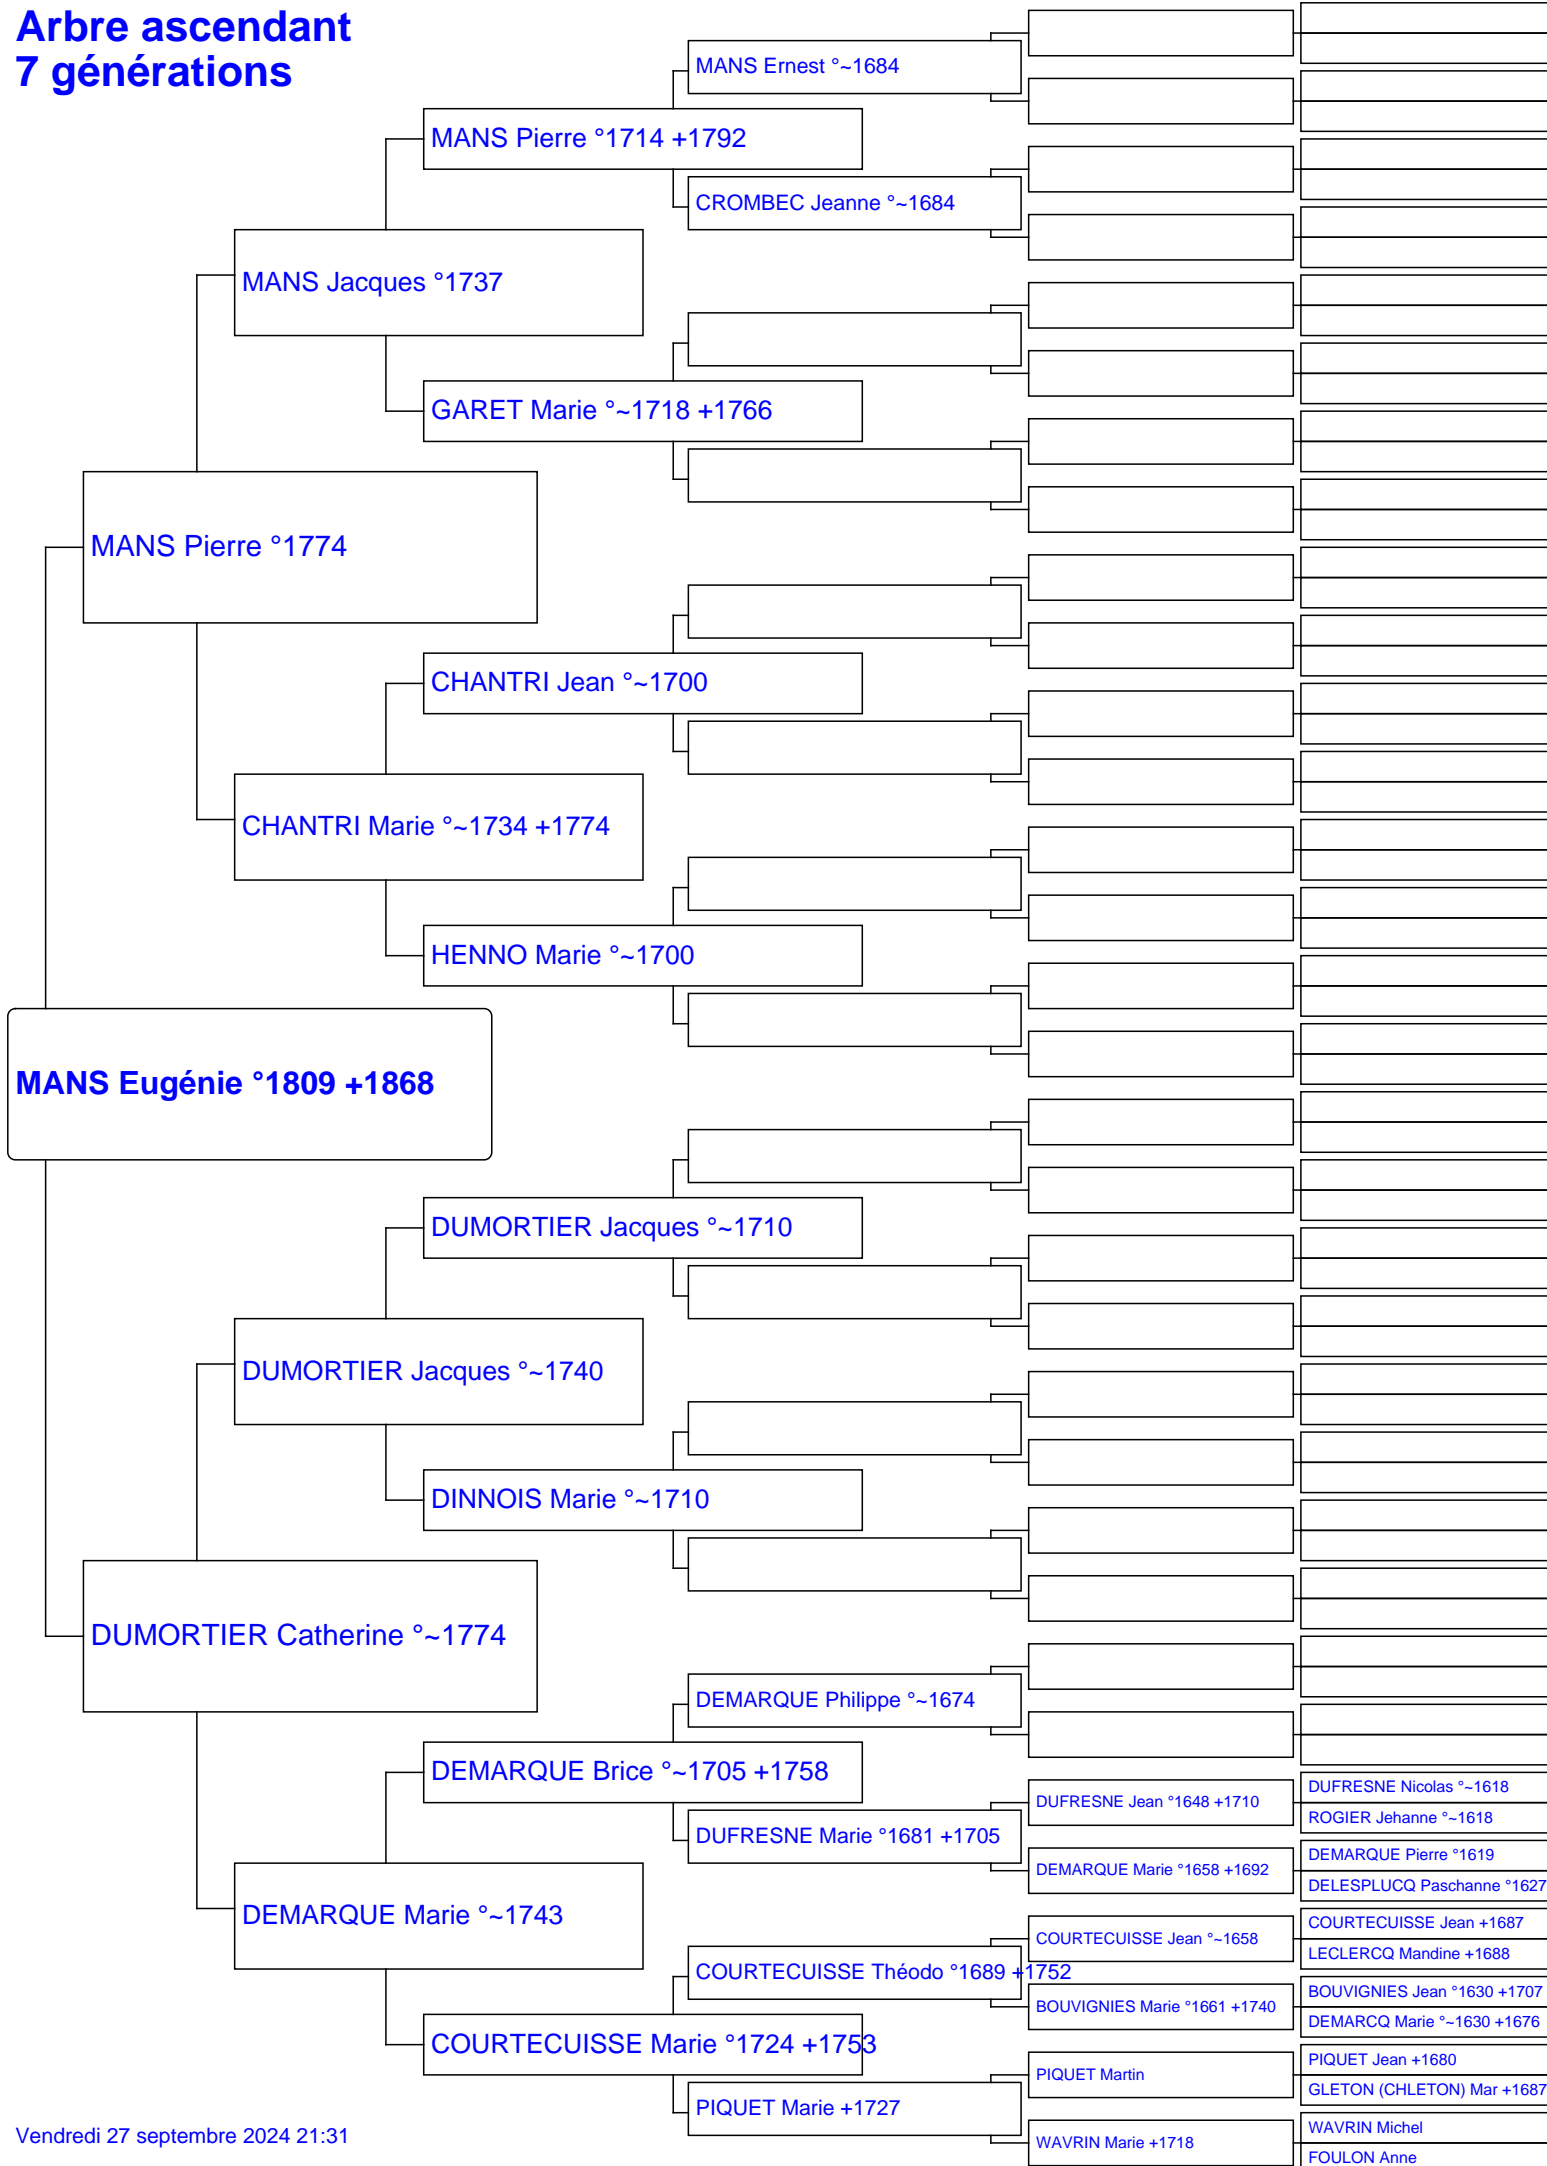 Arbre ascendant
7 générations
MANS Ernest °~1684
MANS Pierre °1714 +1792
CROMBEC Jeanne °~1684
MANS Jacques °1737
GARET Marie °~1718 +1766
MANS Pierre °1774
CHANTRI Jean °~1700
CHANTRI Marie °~1734 +1774
HENNO Marie °~1700
MANS Eugénie °1809 +1868
DUMORTIER Jacques °~1710
DUMORTIER Jacques °~1740
DINNOIS Marie °~1710
DUMORTIER Catherine °~1774
DEMARQUE Philippe °~1674
DEMARQUE Brice °~1705 +1758
DUFRESNE Nicolas °~1618
DUFRESNE Jean °1648 +1710
ROGIER Jehanne °~1618
DUFRESNE Marie °1681 +1705
DEMARQUE Pierre °1619
DEMARQUE Marie °1658 +1692
DELESPLUCQ Paschanne °1627
DEMARQUE Marie °~1743
COURTECUISSE Jean +1687
COURTECUISSE Jean °~1658
LECLERCQ Mandine +1688
COURTECUISSE Théodo °1689 +1752
BOUVIGNIES Jean °1630 +1707
BOUVIGNIES Marie °1661 +1740
DEMARCQ Marie °~1630 +1676
COURTECUISSE Marie °1724 +1753
PIQUET Jean +1680
PIQUET Martin
GLETON (CHLETON) Mar +1687
PIQUET Marie +1727
WAVRIN Michel
WAVRIN Marie +1718
FOULON Anne
Vendredi 27 septembre 2024 21:31